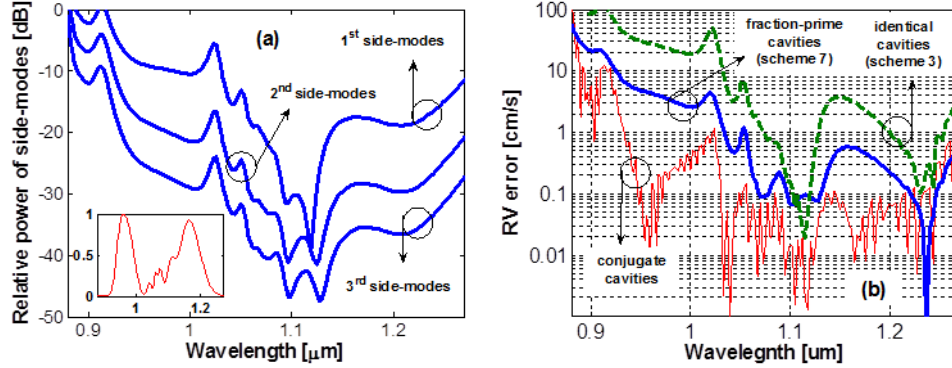 (a)
1st side-modes
2nd side-modes
3rd side-modes
Relative power of side-modes [dB]
0
-10
-20
-30
-40
-50
0.9
1
1.1
1.2
Wavelength [μm]
1
0.5
0
1
1.2
100
10
1
0.1
0.01
RV error [cm/s]
fraction-prime
cavities
(scheme 7)
identical
cavities
(scheme 3)
conjugate
cavities
(b)
0.9
1
1.1
1.2
Wavelegnth [um]